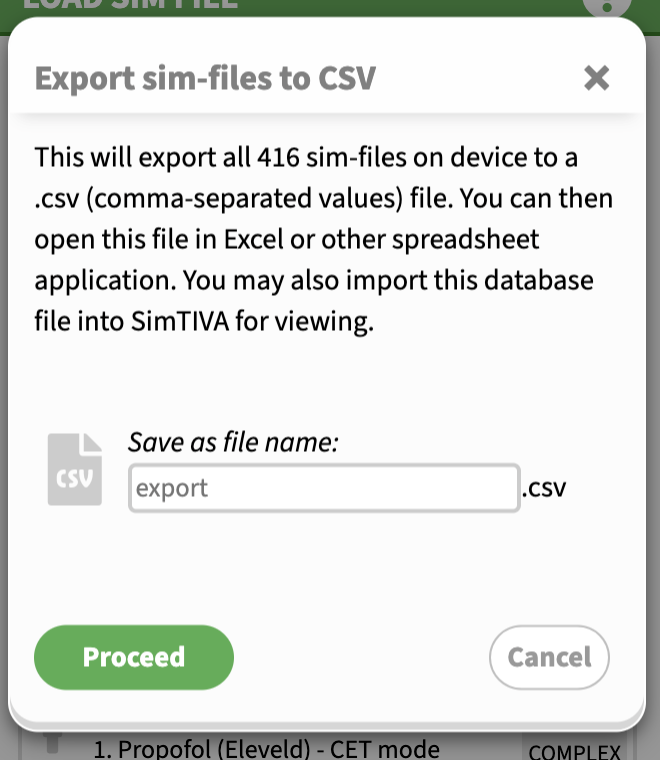 LOAD SIM FILE
Export sim-files to CSV
This will export all 416 sim-files on device to a
.csv (comma-separated values) file. You can then
open this file in Excel or other spreadsheet
application. You may also import this database
file into SimTIVA for viewing.
Save as file name:
CSV
export
.csv
Proceed
Cancel
1. Propofol (Eleveld) - CET mode
COMPLEX